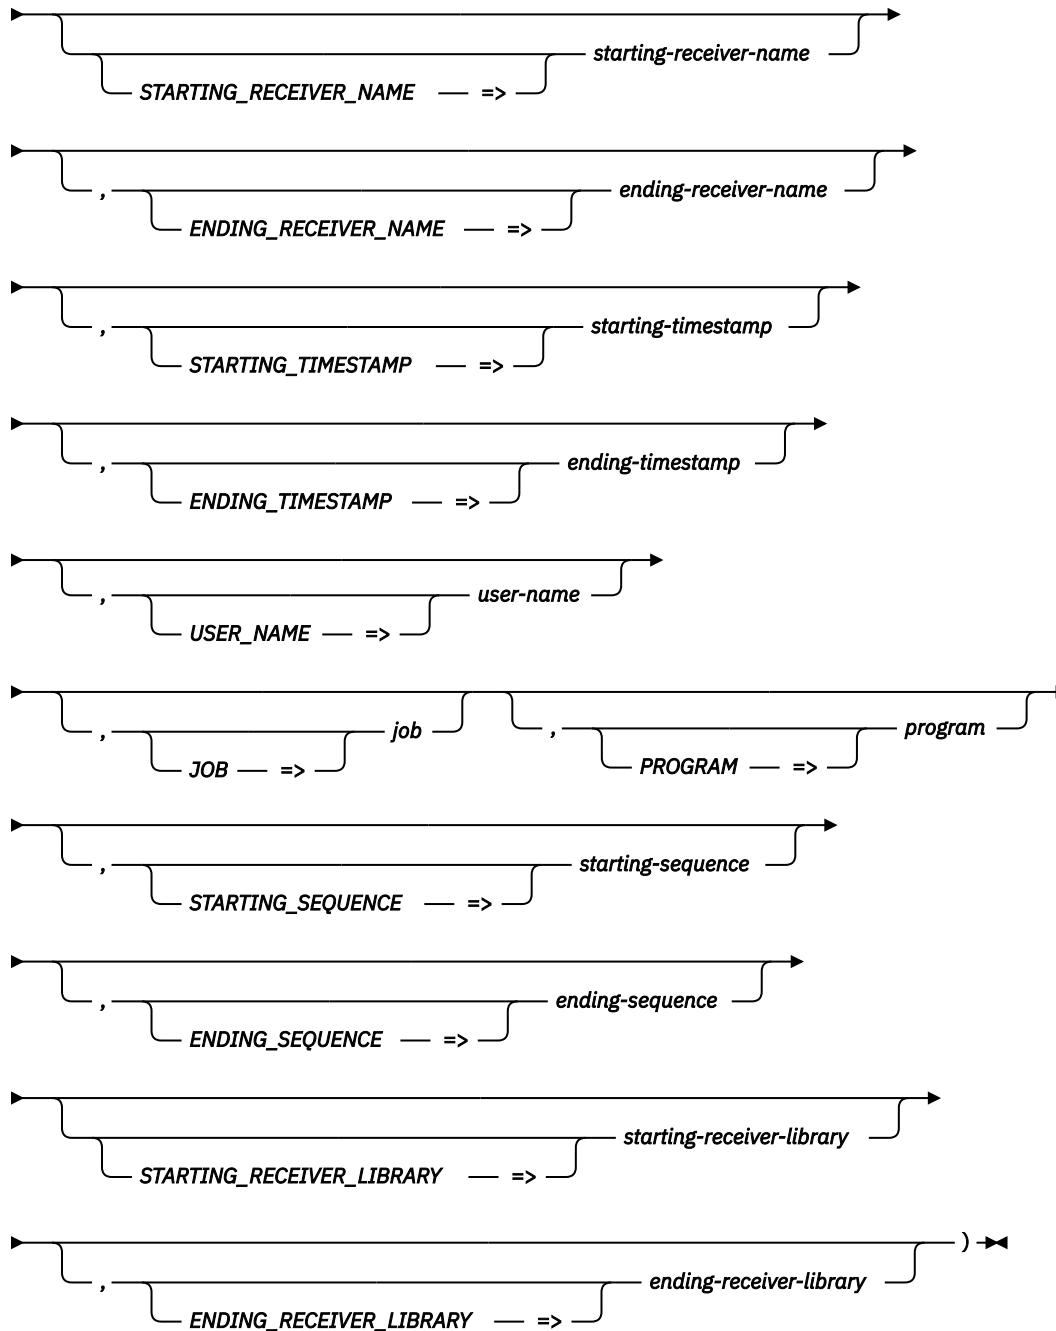 starting-receiver-name
STARTING_RECEIVER_NAME =>
, ending-receiver-name
ENDING_RECEIVER_NAME =>
, starting-timestamp
STARTING_TIMESTAMP =>
, ending-timestamp
ENDING_TIMESTAMP =>
, user-name
USER_NAME =>
, job , program
JOB => PROGRAM =>
, starting-sequence
STARTING_SEQUENCE =>
, ending-sequence
ENDING_SEQUENCE =>
starting-receiver-library
STARTING_RECEIVER_LIBRARY =>
)
, ending-receiver-library
ENDING_RECEIVER_LIBRARY =>